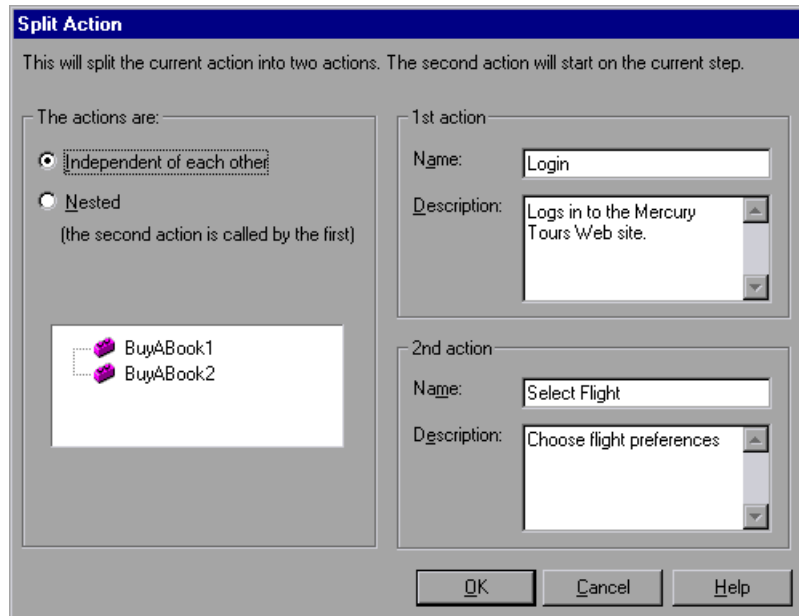 Split Action
This will split the current action into two actions. The second action will start on the current step.
The actions are:
Independent of each other
Nested
(the second action is called by the first)
BuyABook1
BuyABook2
1st action
Name:
Login
Description:
Logs in to the Mercury
Tours Web site.
2nd action
Name:
Select Flight
Description:
Choose flight preferences
OK
Cancel
Help